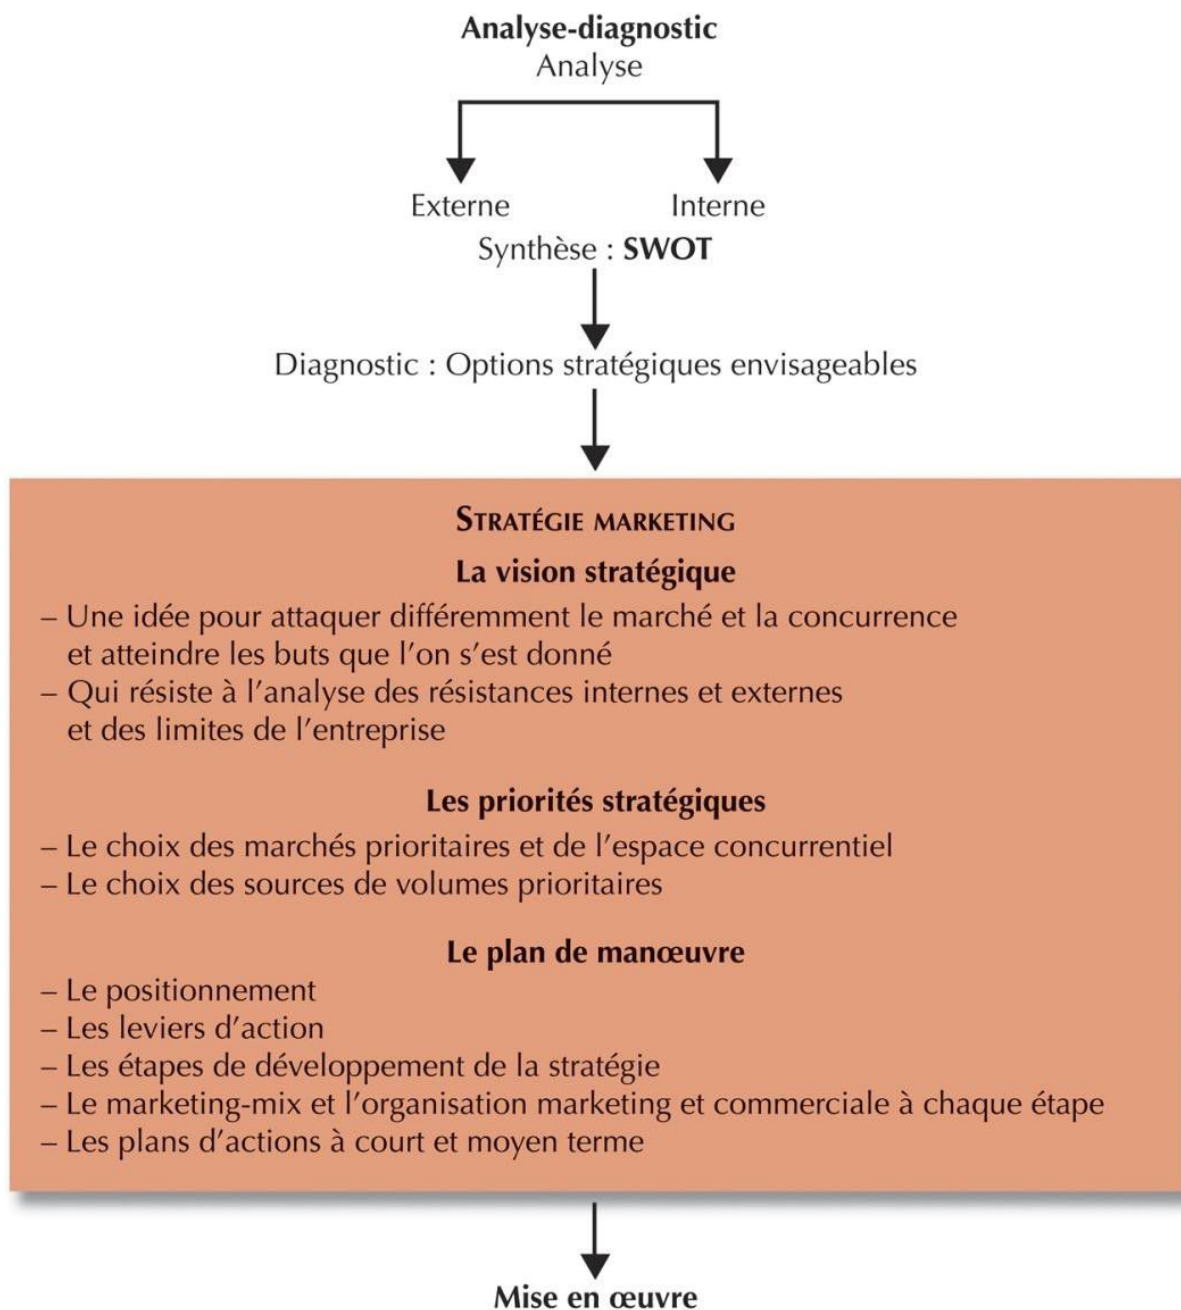 Analyse-diagnostic
Analyse
Externe
Interne
Synthèse : SWOT
Diagnostic : Options stratégiques envisageables
STRATÉGIE MARKETING
La vision stratégique
– Une idée pour attaquer différemment le marché et la concurrence
et atteindre les buts que l’on s’est donné
– Qui résiste à l’analyse des résistances internes et externes
et des limites de l’entreprise
Les priorités stratégiques
– Le choix des marchés prioritaires et de l’espace concurrentiel
– Le choix des sources de volumes prioritaires
Le plan de manœuvre
– Le positionnement
– Les leviers d’action
– Les étapes de développement de la stratégie
– Le marketing-mix et l’organisation marketing et commerciale à chaque étape
– Les plans d’actions à court et moyen terme
Mise en œuvre